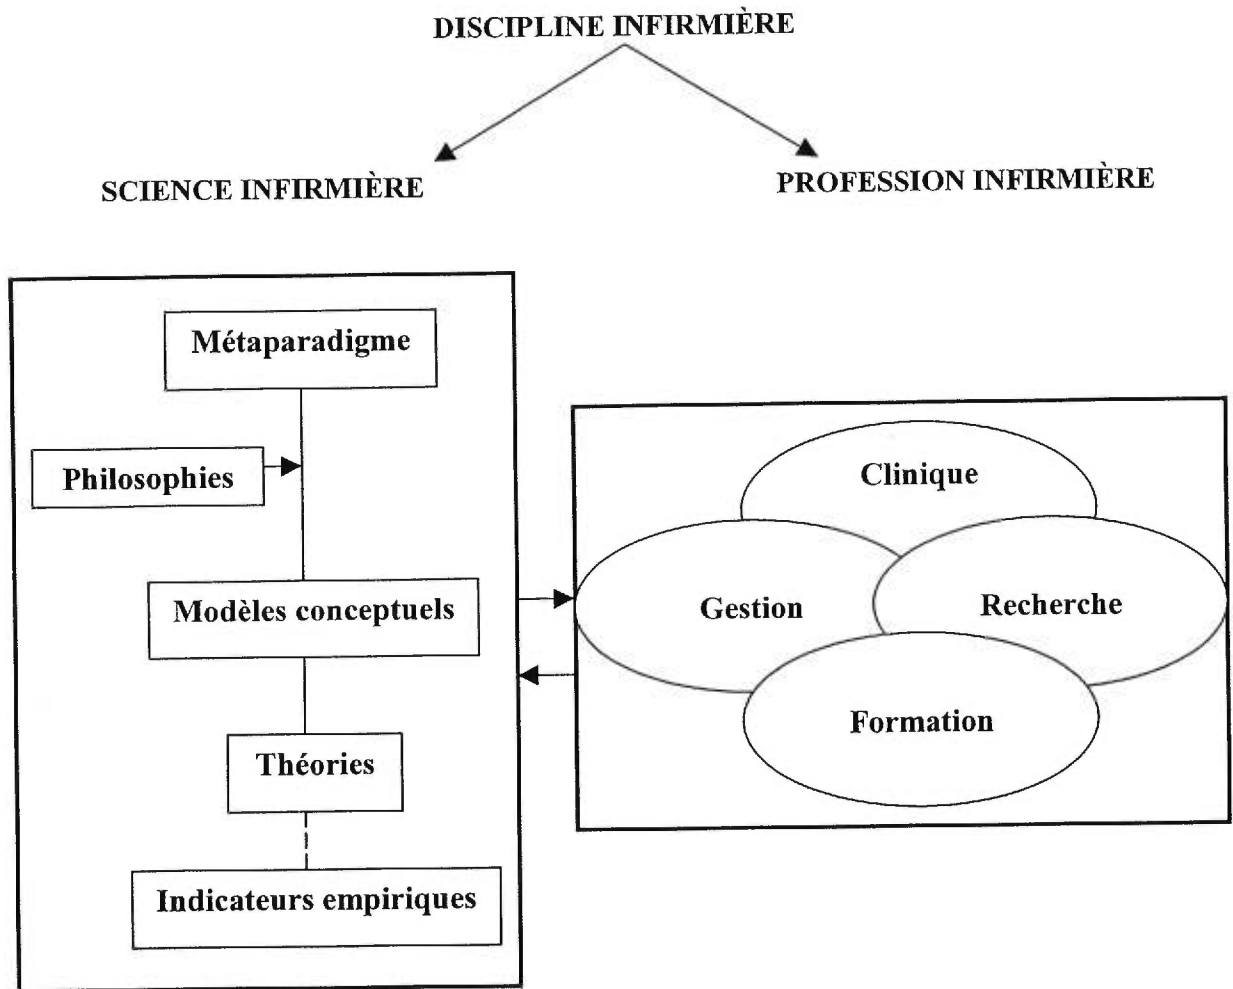 DISCIPLINE INFIRMIÈRE
SCIENCE INFIRMIÈRE
PROFESSION INFIRMIÈRE
Métaparadigme
Philosophies
Modèles conceptuels
Théories
Indicateurs empiriques
Clinique
Gestion
Recherche
Formation